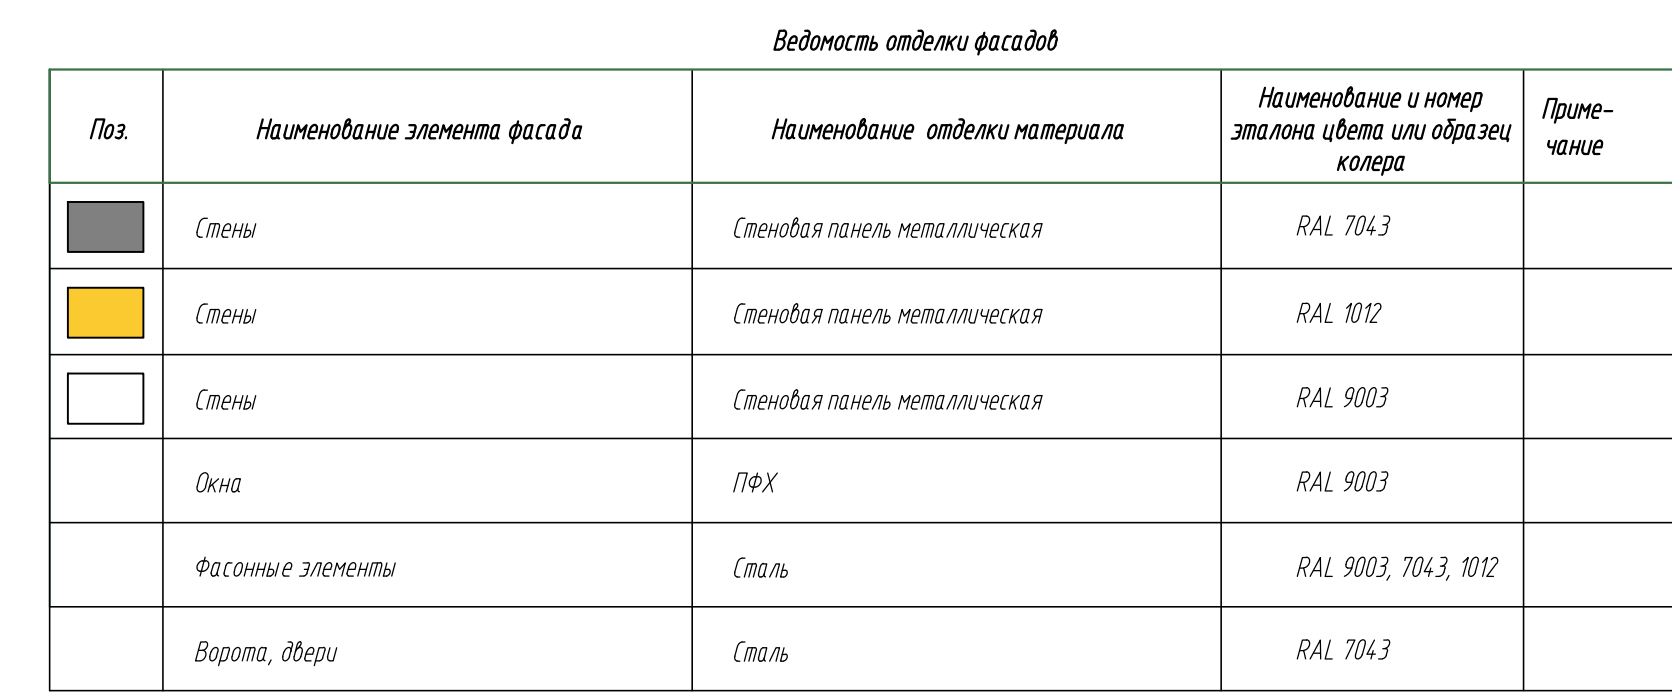 Ведомость отделки фасадов
Поз.
Наименование элемента фасада
Наименование отделки материала
Наименование и номер
эталона цвета или образец
колера
Приме-
чание
Стены
Стеновая панель металлическая
RAL 7043
Стены
Стеновая панель металлическая
RAL 1012
Стены
Стеновая панель металлическая
RAL 9003
Окна
ПФХ
RAL 9003
Фасонные элементы
Сталь
RAL 9003, 7043, 1012
Ворота, двери
Сталь
RAL 7043